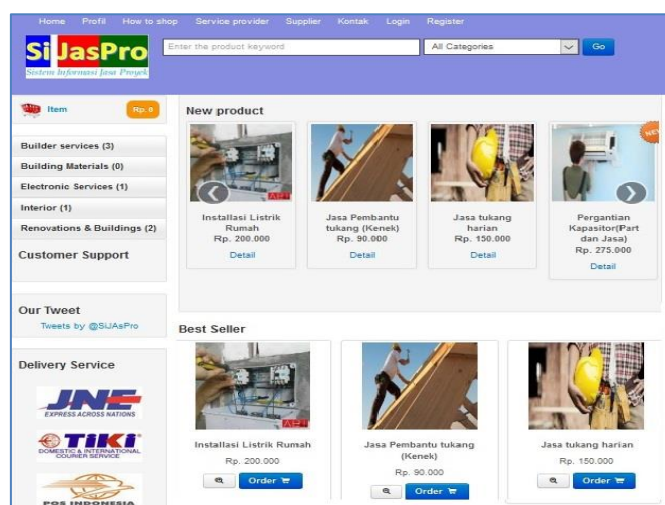 Home Profil How to shop Service provider Supplier Kontak Login Register
SiJasPro
Sistem Informasi Jasa Proyek
Enter the product keyword
All Categories
Go
Item
Rp. 0
Builder services (3)
Building Materials (0)
Electronic Services (1)
Interior (1)
Renovations & Buildings (2)
Customer Support
Our Tweet
Tweets by @SiJAsPro
Delivery Service
JNE
EXPRESS ACROSS NATIONS
TIKI
DOMESTIC & INTERNATIONAL
COURIER SERVICE
POS INDONESIA
New product
NEW
Installasi Listrik
Rumah
Rp. 200.000
Detail
Jasa Pembantu
tukang (Kenek)
Rp. 90.000
Detail
Jasa tukang
harian
Rp. 150.000
Detail
Pergantian
Kapasitor(Part
dan Jasa)
Rp. 275.000
Detail
Best Seller
Installasi Listrik Rumah
Rp. 200.000
Order
Jasa Pembantu tukang
(Kenek)
Rp. 90.000
Order
Jasa tukang harian
Rp. 150.000
Order